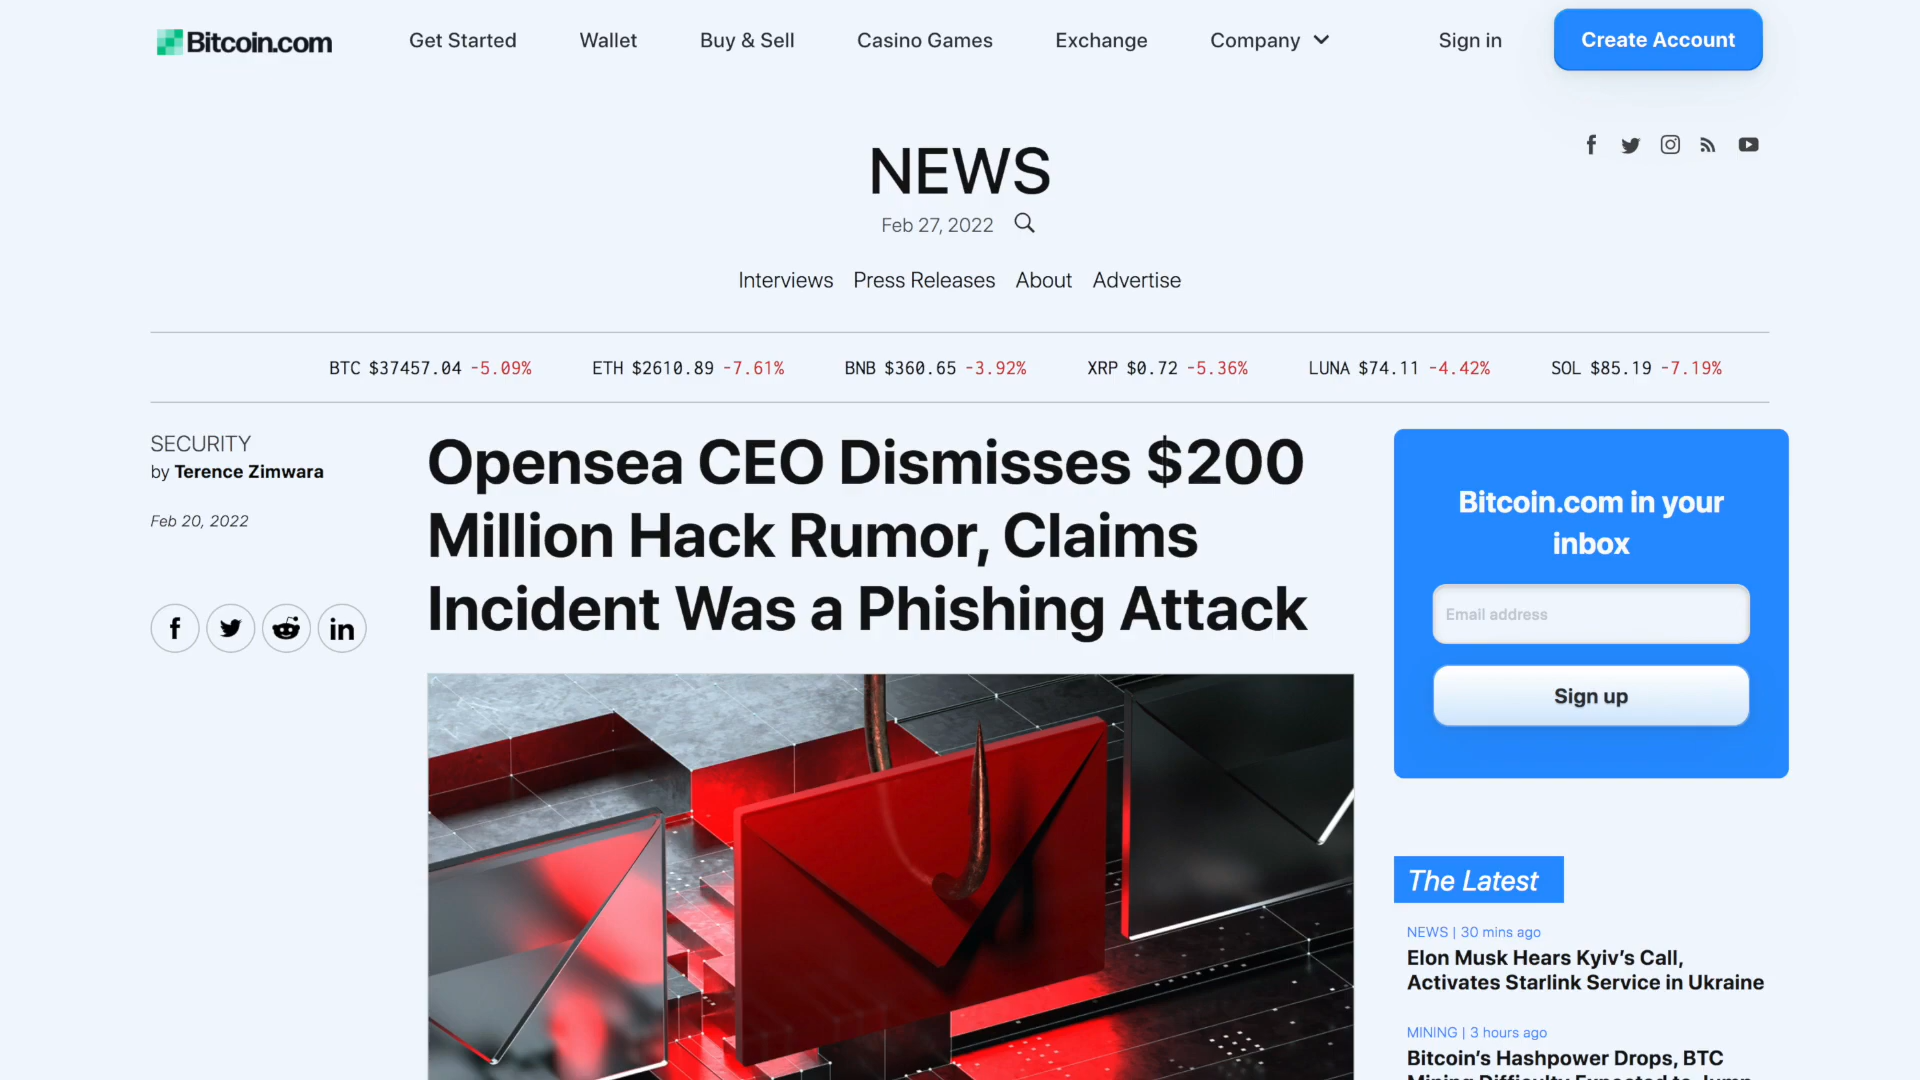 Bitcoin.com
Get Started
Wallet
Buy & Sell
Casino Games
Exchange
Company
Sign in
Create Account
NEWS
Feb 27, 2022
Interviews
Press Releases
About
Advertise
BTC $37457.04 -5.09%
ETH $2610.89 -7.61%
BNB $360.65 -3.92%
XRP $0.72 -5.36%
LUNA $74.11 -4.42%
SOL $85.19 -7.19%
SECURITY
by Terence Zimwara
Feb 20, 2022
Opensea CEO Dismisses $200
Million Hack Rumor, Claims
Incident Was a Phishing Attack
Bitcoin.com in your
inbox
Email address
Sign up
The Latest
NEWS | 30 mins ago
Elon Musk Hears Kyiv’s Call,
Activates Starlink Service in Ukraine
MINING | 3 hours ago
Bitcoin’s Hashpower Drops, BTC
Mining Difficulty Expected to Jump